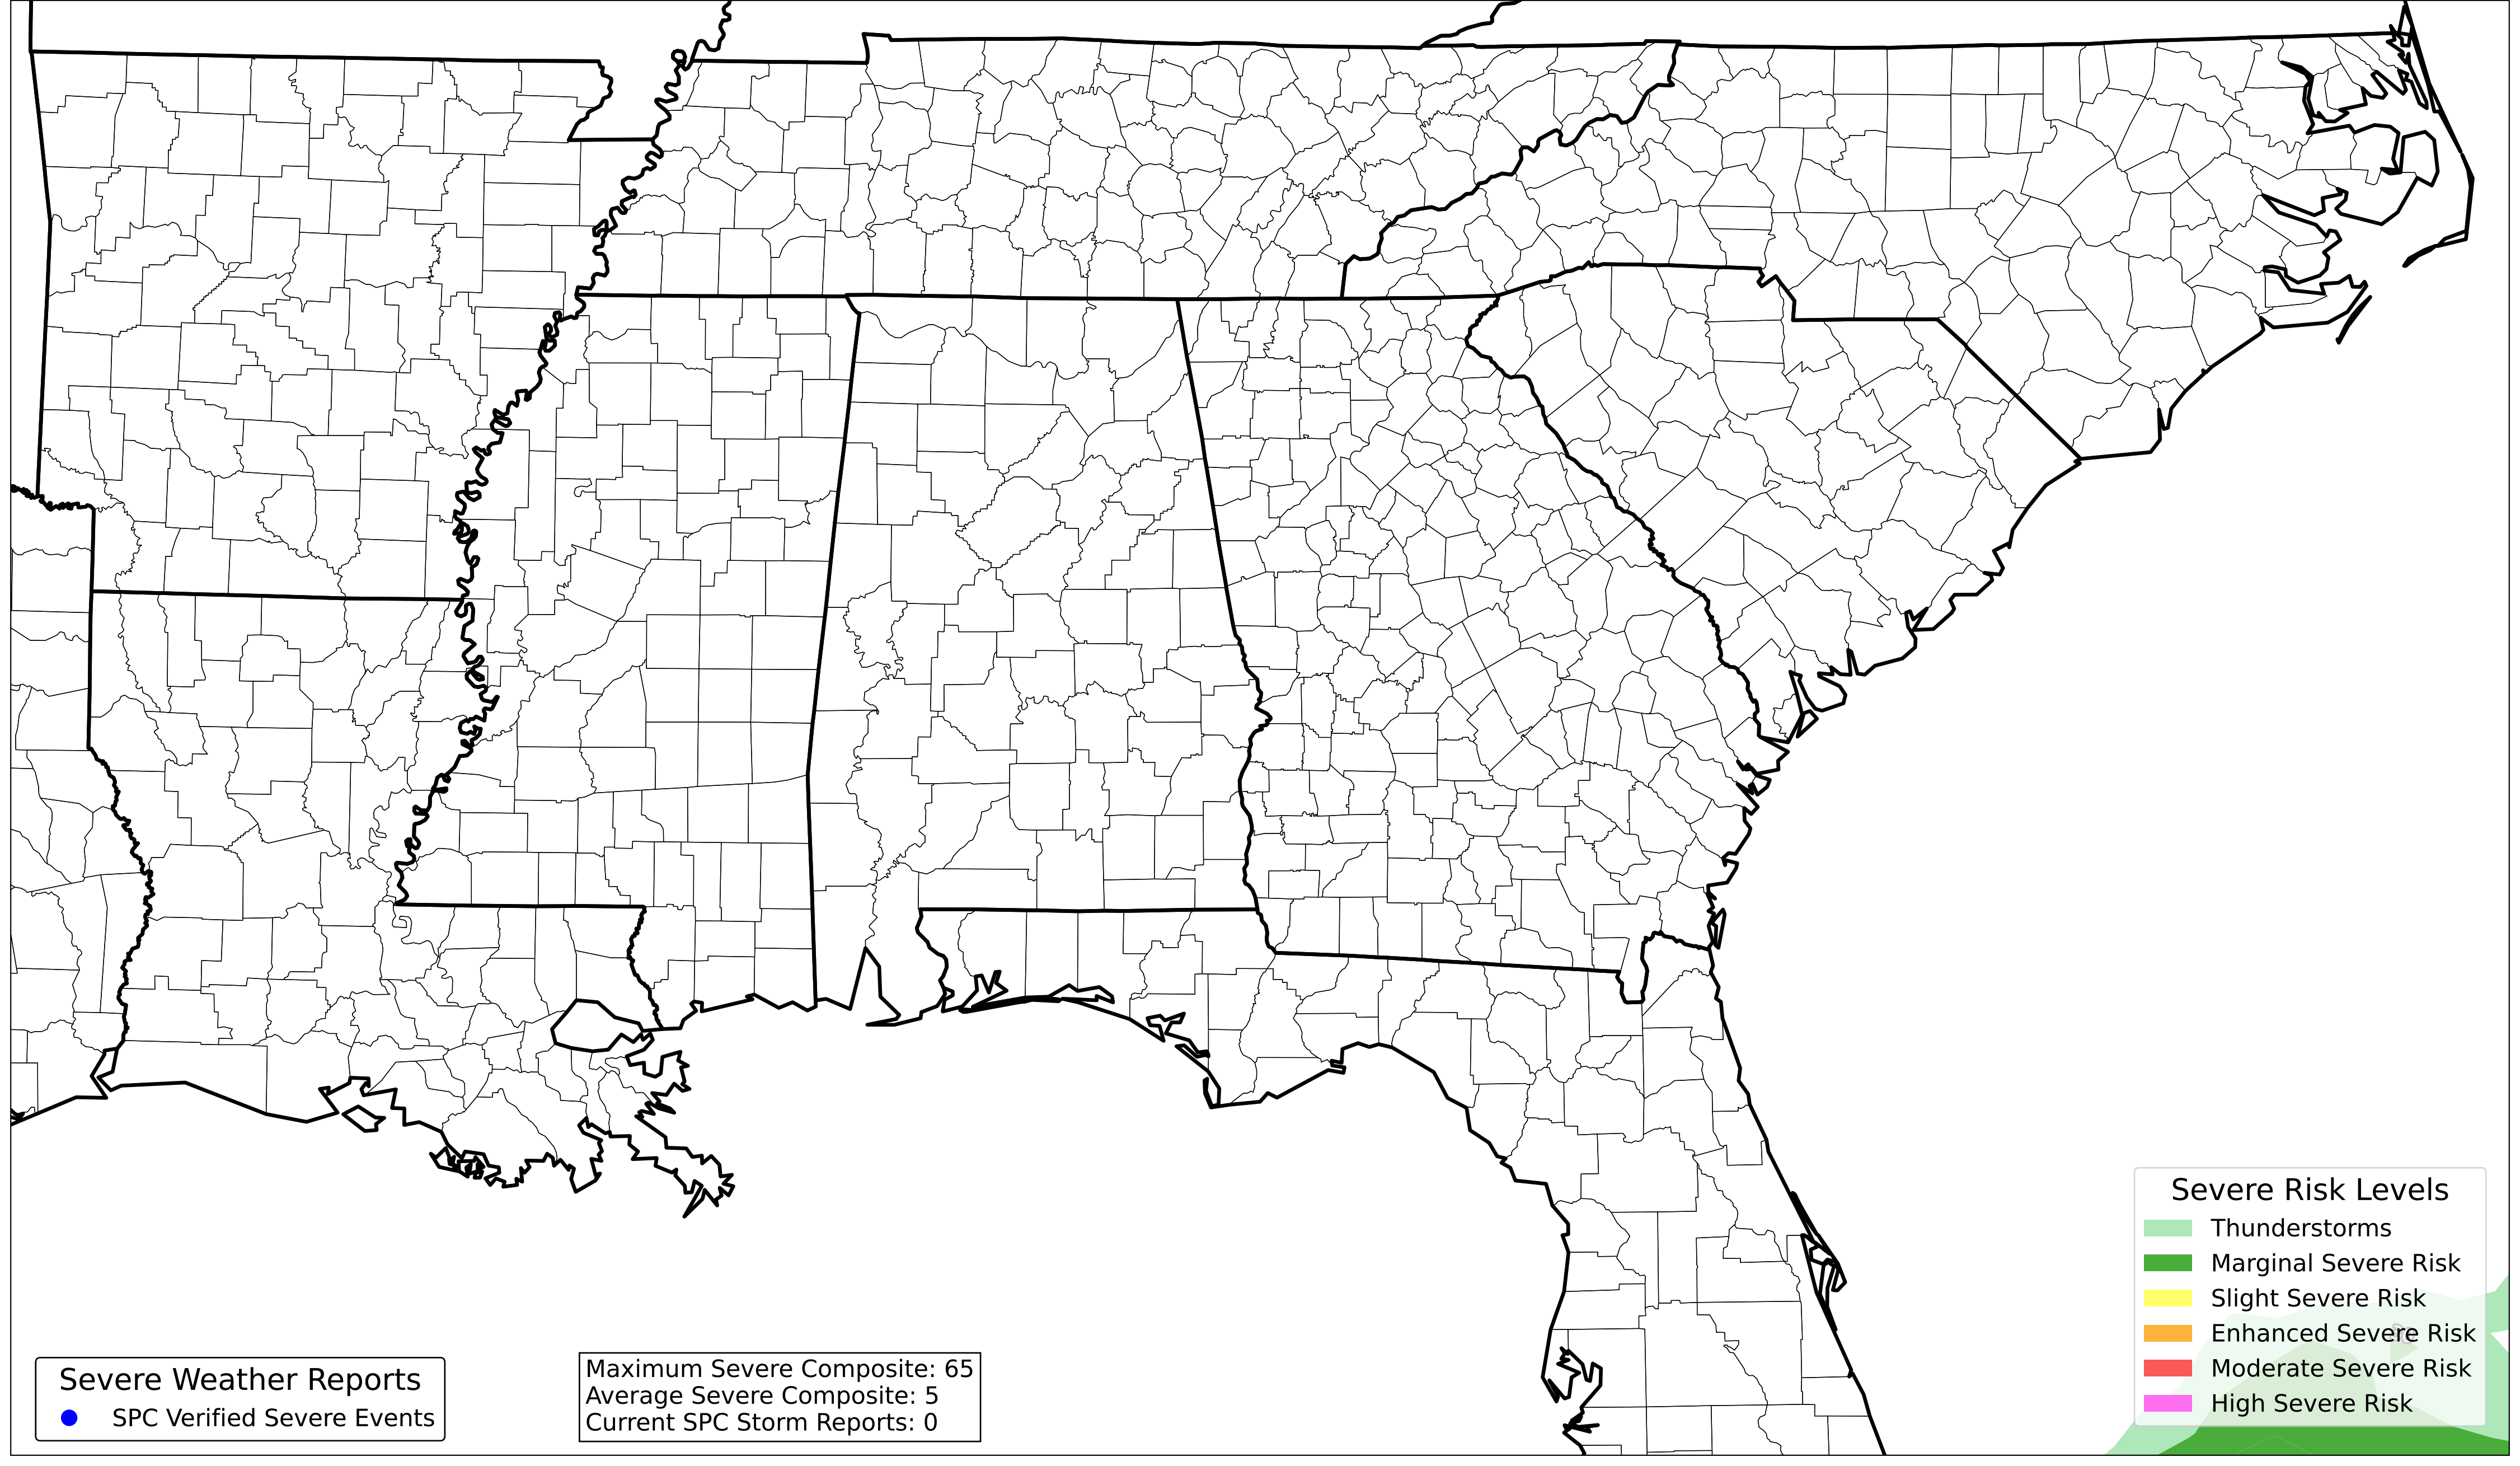 Severe Risk Levels
Thunderstorms
Marginal Severe Risk
Slight Severe Risk
Enhanced Severe Risk
Moderate Severe Risk
High Severe Risk
Severe Weather Reports
SPC Verified Severe Events
Maximum Severe Composite: 65
Average Severe Composite: 5
Current SPC Storm Reports: 0